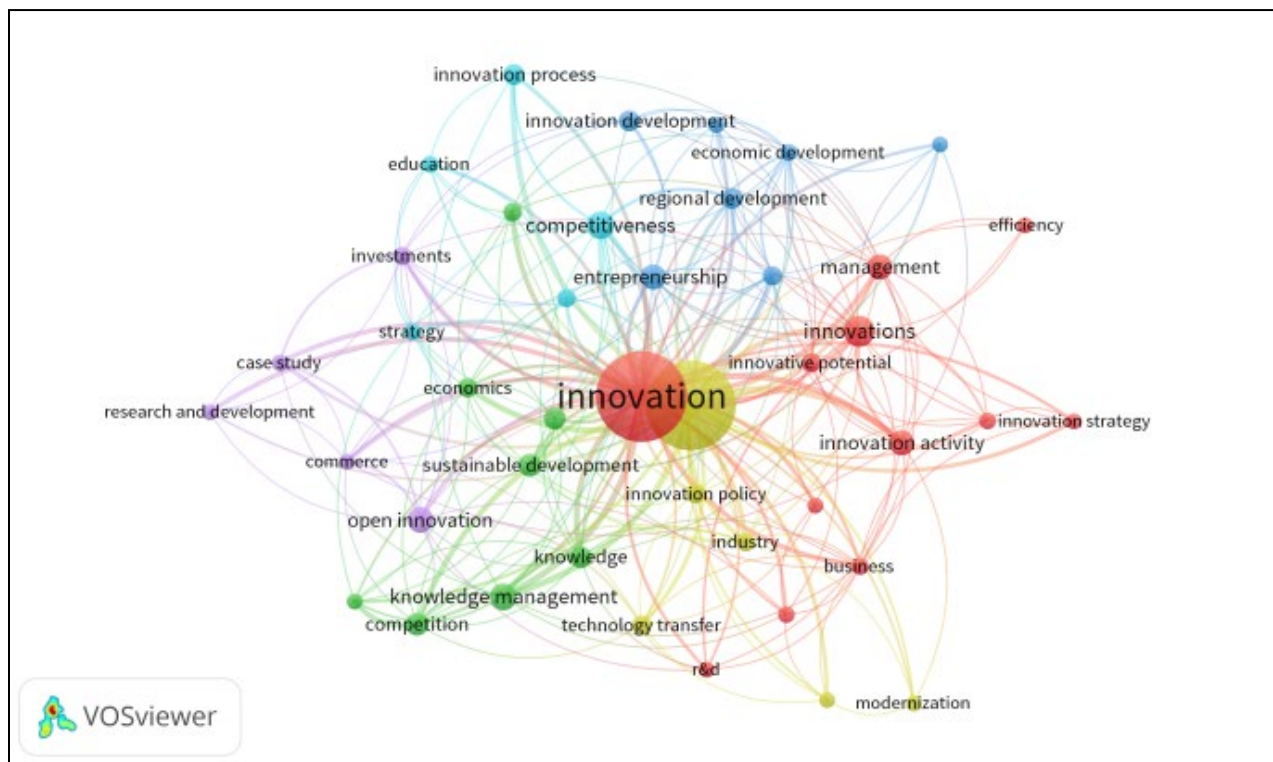 innovation process
innovation development
economic development
education
regional development
competitiveness
efficiency
investments
management
entrepreneurship
strategy
innovations
case study
innovative potential
economics
innovation
research and development
innovation strategy
innovation activity
commerce
sustainable development
innovation policy
open innovation
industry
knowledge
business
knowledge management
competition
technology transfer
r&d
modernization
VOSviewer